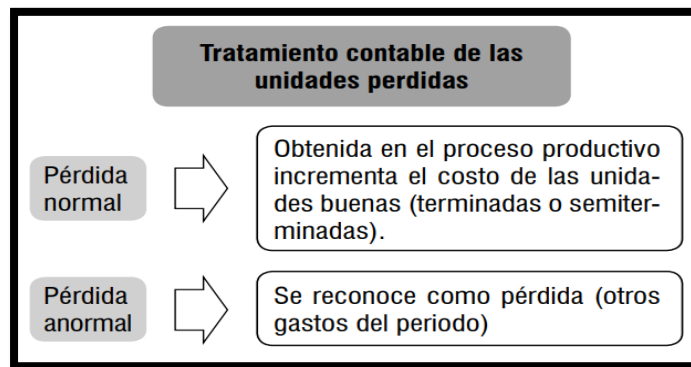 Tratamiento contable de las
unidades perdidas
Pérdida
normal
Obtenida en el proceso productivo
incrementa el costo de las unida-
des buenas (terminadas o semiter-
minadas).
Pérdida
anormal
Se reconoce como pérdida (otros
gastos del periodo)